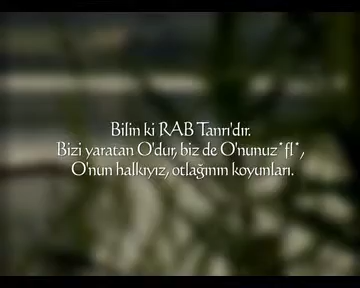 Bilin ki RAB Tanrı'dır.
Bizi yaratan O'dur, biz de O'nunuz*fl*,
O'nun halkıyız, otlağının koyunları.